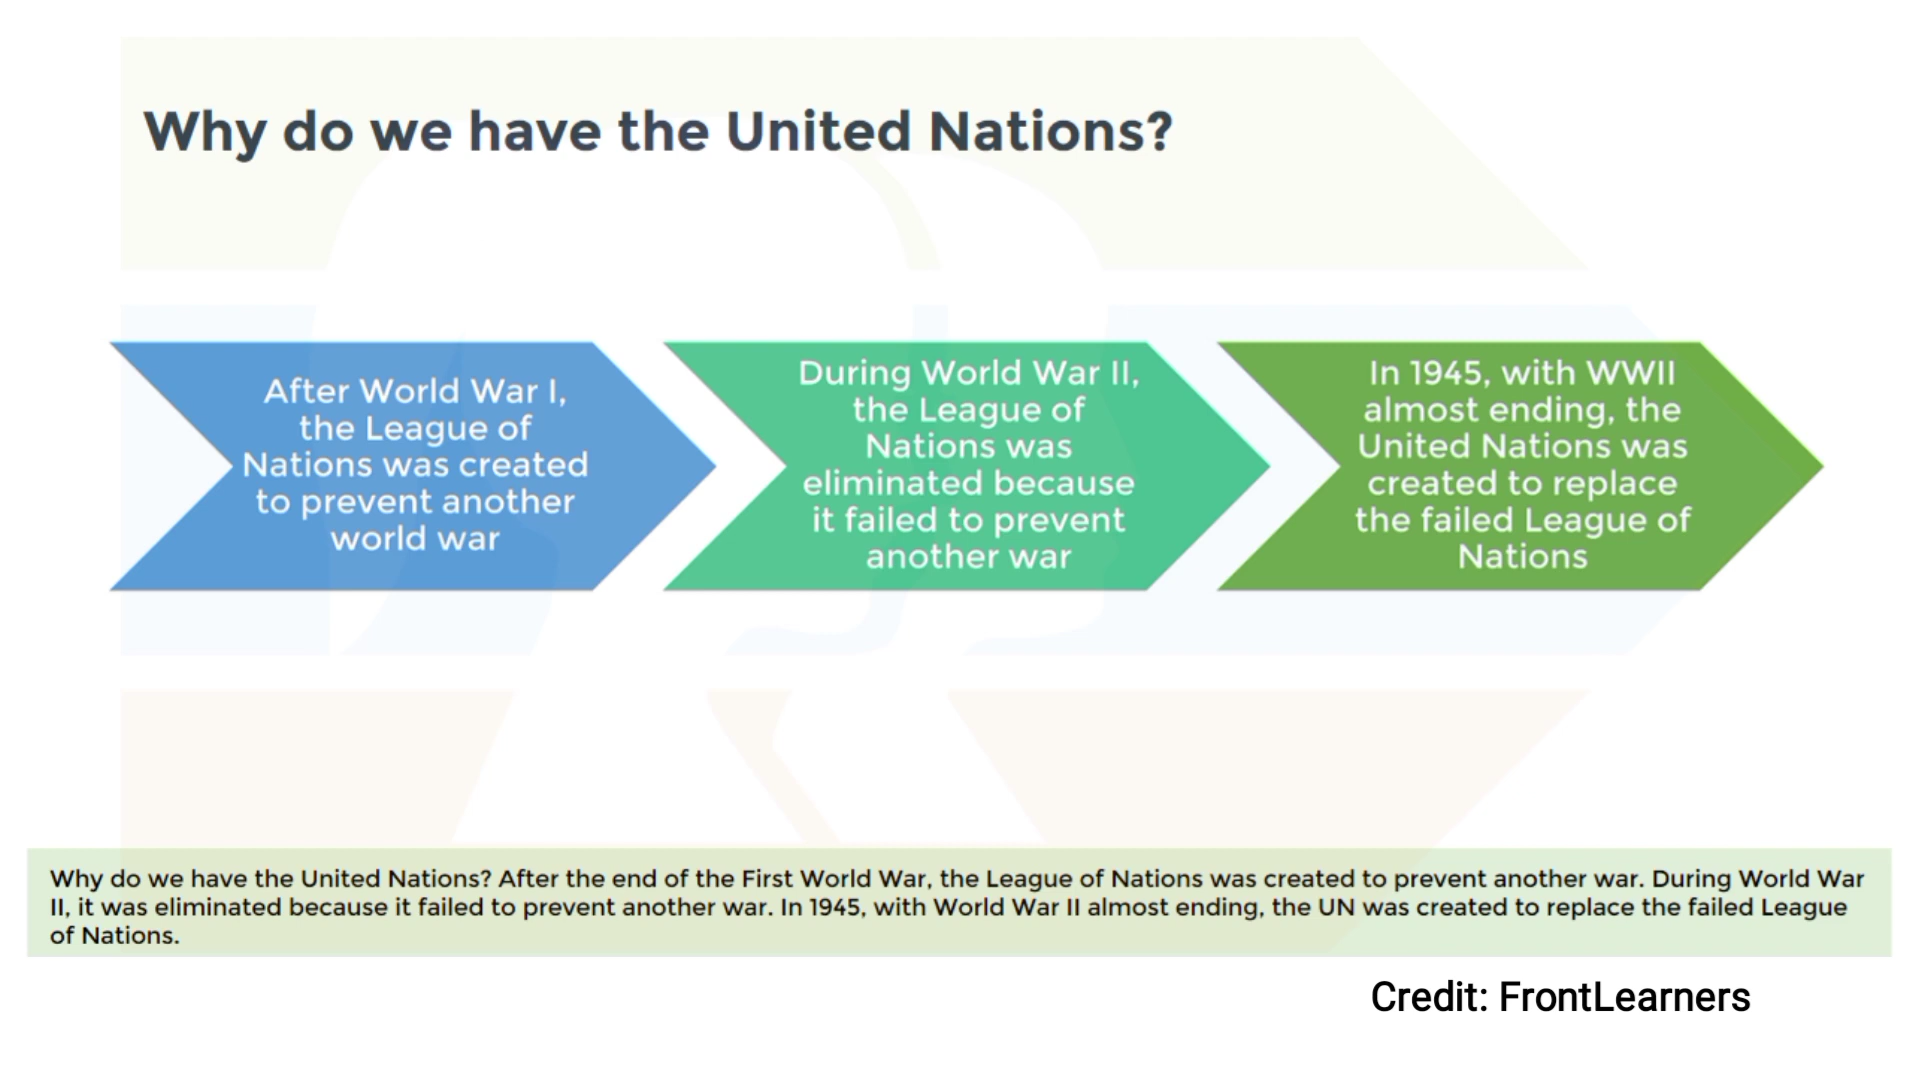 Why do we have the United Nations?
After World War I,
the League of
Nations was created
to prevent another
world war
During World War II,
the League of
Nations was
eliminated because
it failed to prevent
another war
In 1945, with WWII
almost ending, the
United Nations was
created to replace
the failed League of
Nations
Why do we have the United Nations? After the end of the First World War, the League of Nations was created to prevent another war. During World War
II, it was eliminated because it failed to prevent another war. In 1945, with World War II almost ending, the UN was created to replace the failed League
of Nations.
Credit: FrontLearners